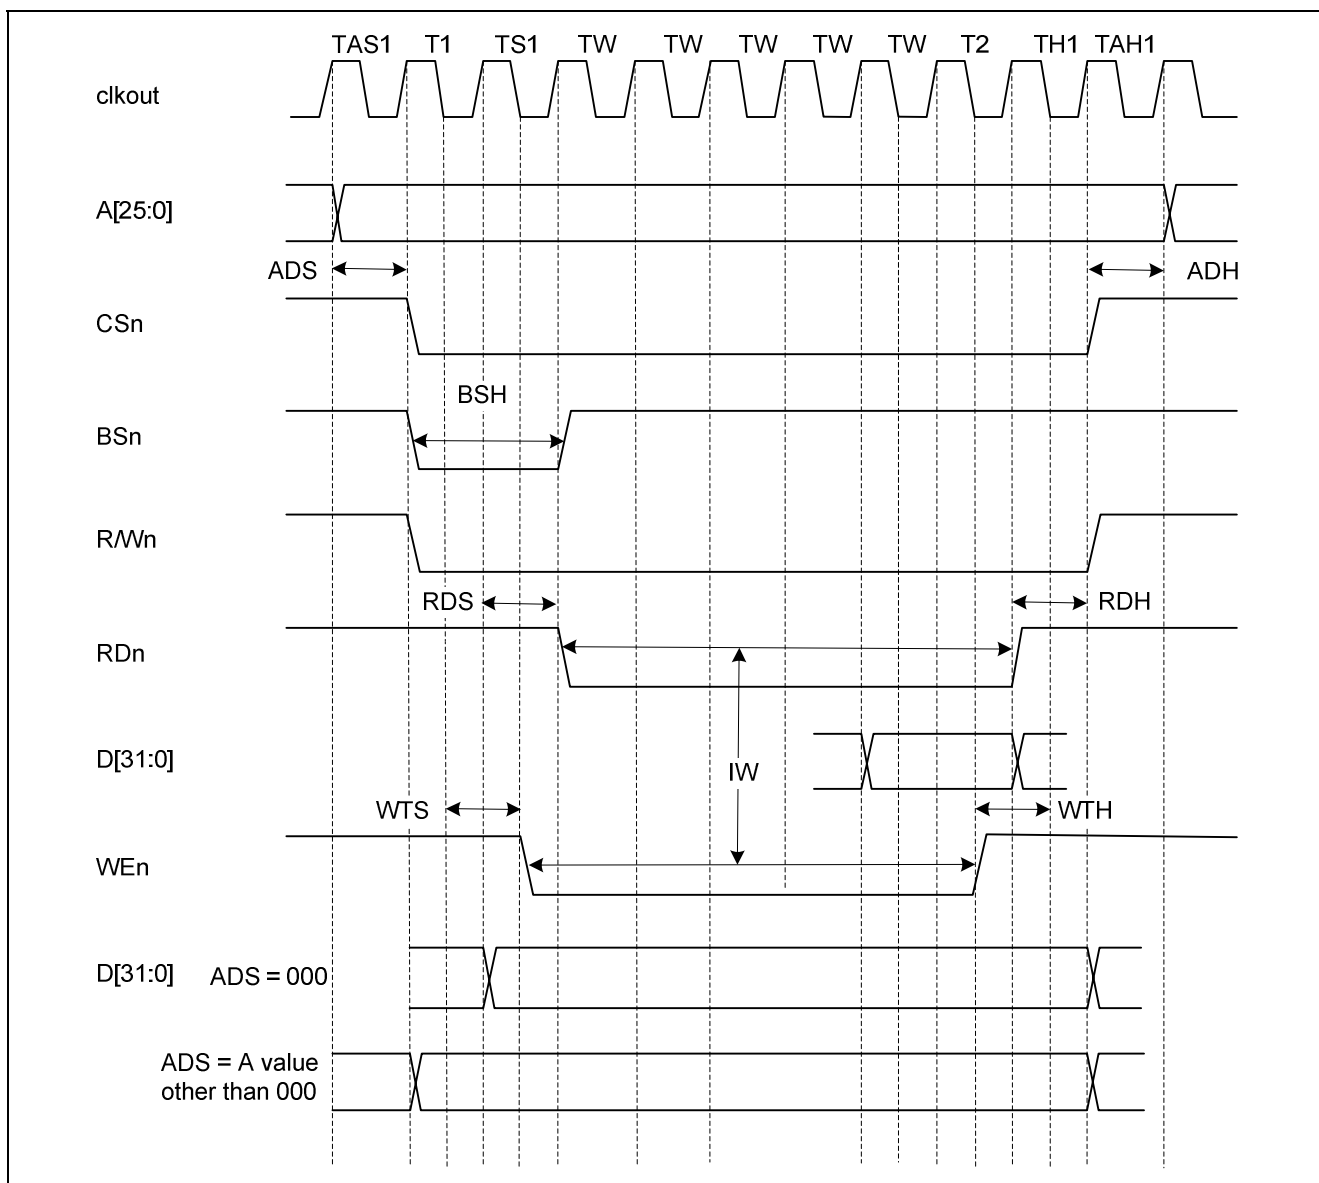 TAS1 T1 TS1 TW TW TW TW TW T2 TH1 TAH1
clkout
A[25:0]
ADS ADH
CSn
BSH
BSn
R/Wn
RDS RDH
RDn
D[31:0]
IW
WTS WTH
WEn
D[31:0] ADS = 000
ADS = A value
other than 000